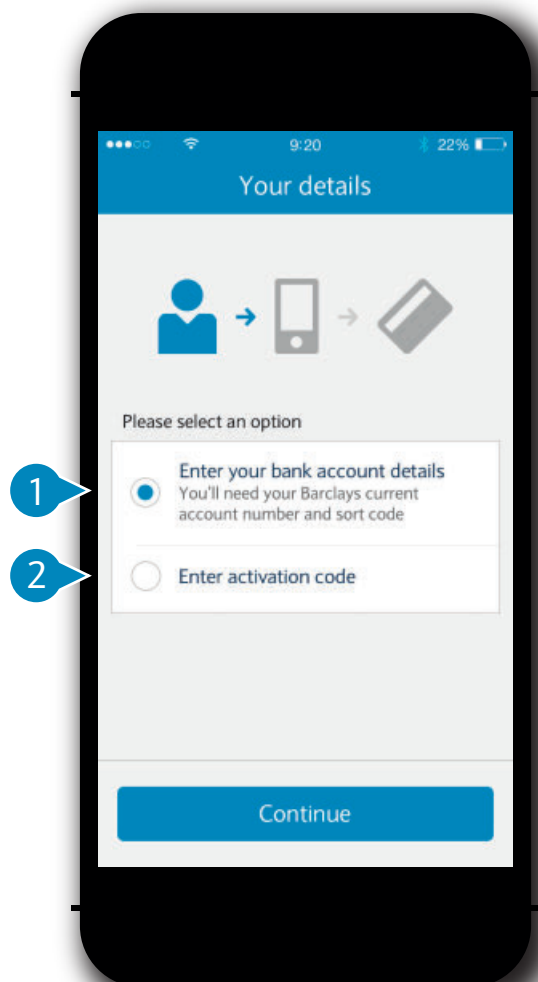 9:20
22%
Your details
Please select an option
1
Enter your bank account details
You'll need your Barclays current
account number and sort code
2
Enter activation code
Continue